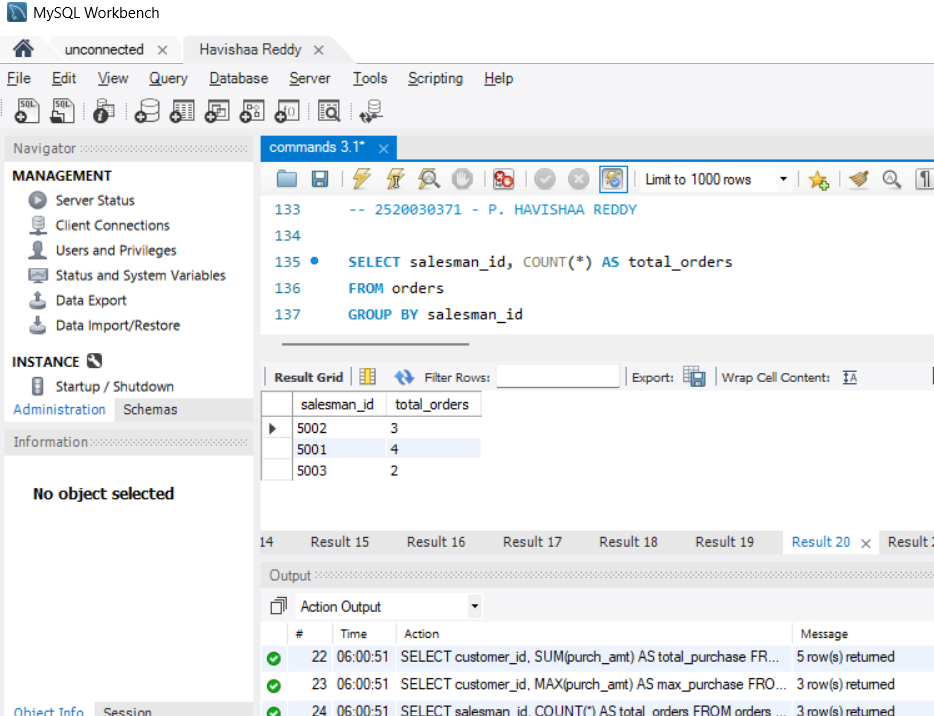 MySQL Workbench
unconnected
Havishaa Reddy
File Edit View Query Database Server Tools Scripting Help
Navigator
MANAGEMENT
Server Status
Client Connections
Users and Privileges
Status and System Variables
Data Export
Data Import/Restore
INSTANCE
Startup / Shutdown
Administration Schemas
Information
No object selected
Object Info Session
commands 3.1*
Limit to 1000 rows
133 -- 2520030371 - P. HAVISHAA REDDY
134
135 SELECT salesman_id, COUNT(*) AS total_orders
136 FROM orders
137 GROUP BY salesman_id
Result Grid Filter Rows: Export: Wrap Cell Content:
salesman_id total_orders
5002 3
5001 4
5003 2
14 Result 15 Result 16 Result 17 Result 18 Result 19 Result 20 Result
Output
Action Output
# Time Action Message
22 06:00:51 SELECT customer_id, SUM(purch_amt) AS total_purchase FR... 5 row(s) returned
23 06:00:51 SELECT customer_id, MAX(purch_amt) AS max_purchase FRO... 3 row(s) returned
24 06:00:51 SELECT salesman_id, COUNT(*) AS total_orders FROM orders ... 3 row(s) returned